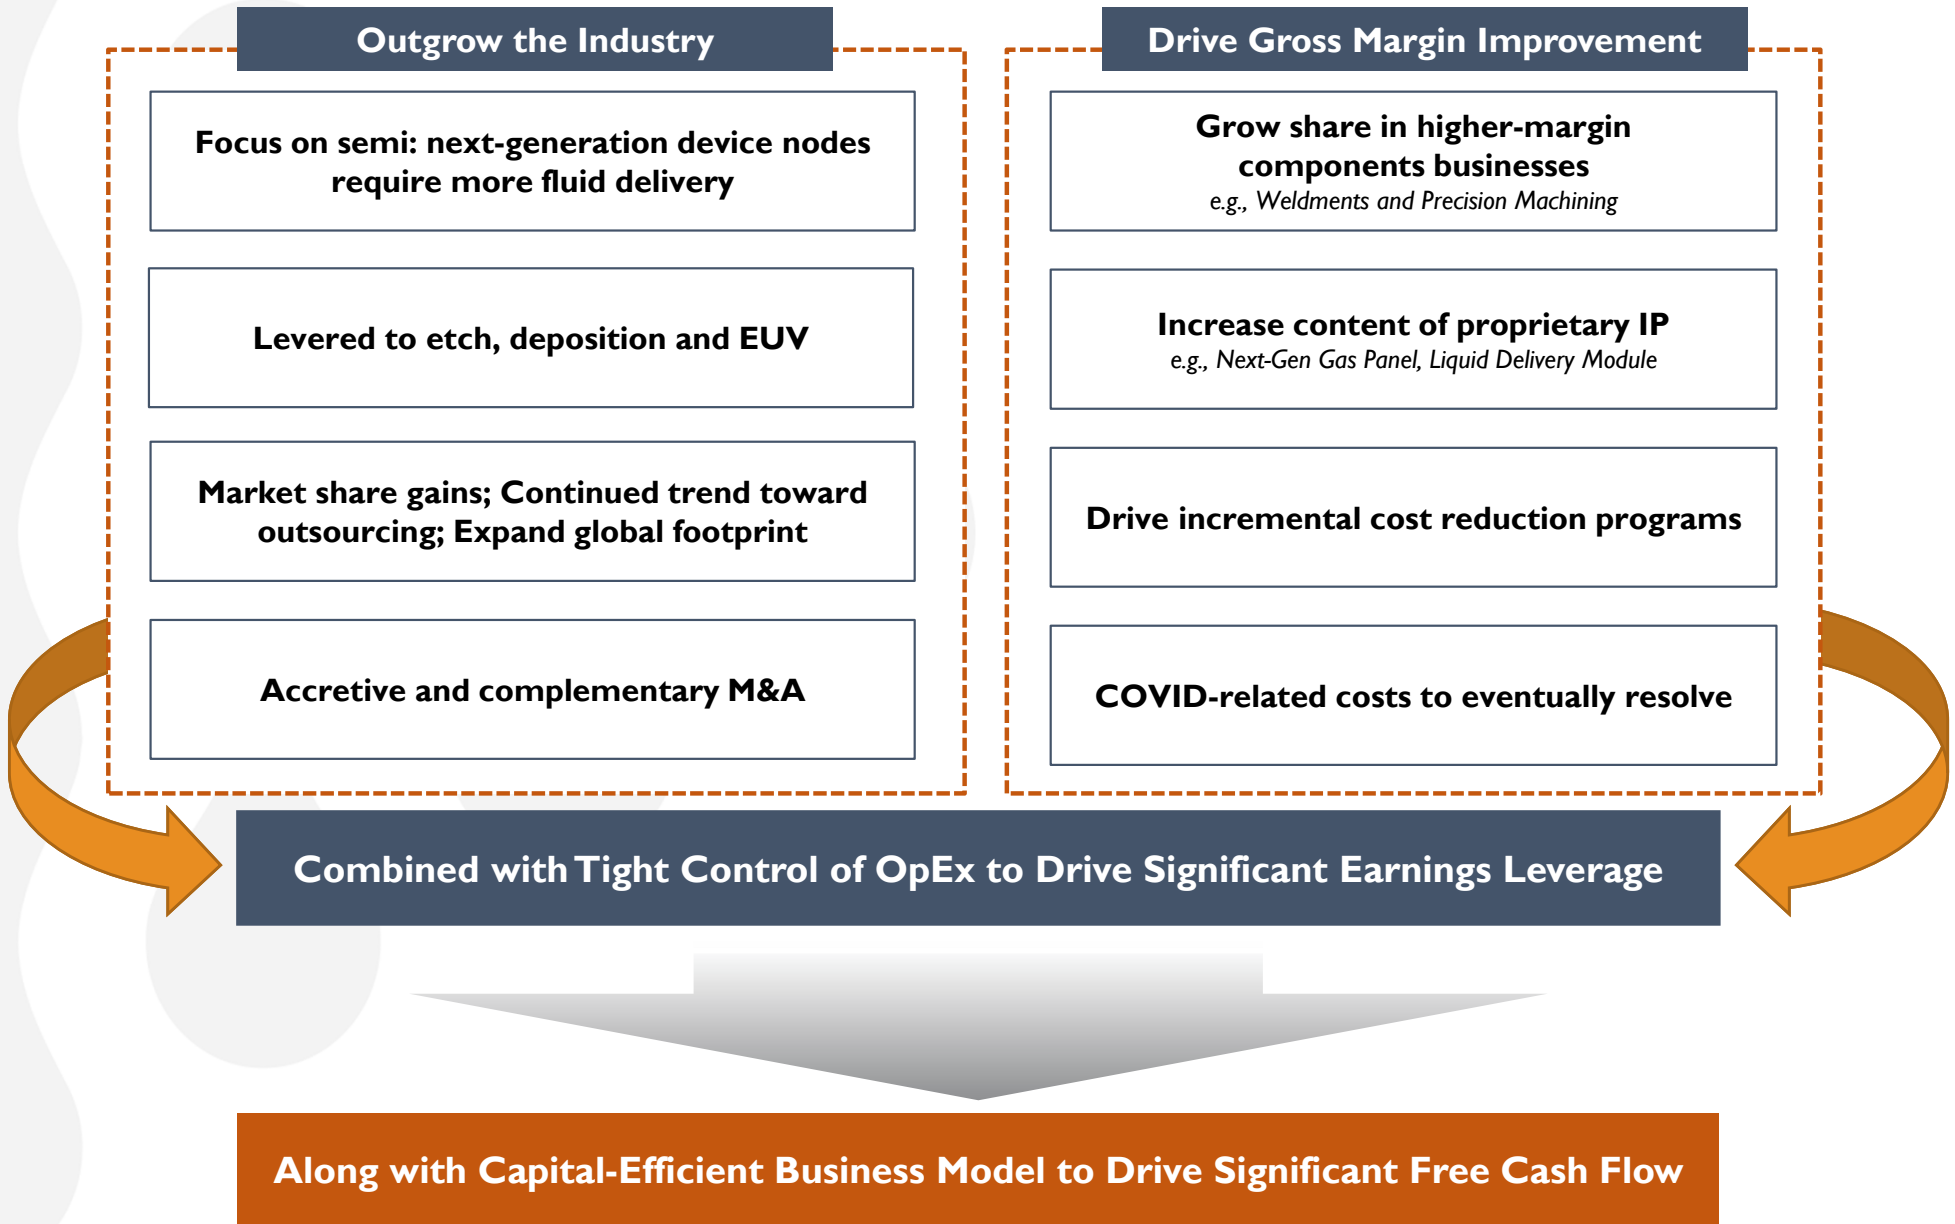 Outgrow the Industry
Focus on semi: next-generation device nodes
require more fluid delivery
Levered to etch, deposition and EUV
Market share gains; Continued trend toward
outsourcing; Expand global footprint
Accretive and complementary M&A
Drive Gross Margin Improvement
Grow share in higher-margin
components businesses
e.g., Weldments and Precision Machining
Increase content of proprietary IP
e.g., Next-Gen Gas Panel, Liquid Delivery Module
Drive incremental cost reduction programs
COVID-related costs to eventually resolve
Combined with Tight Control of OpEx to Drive Significant Earnings Leverage
Along with Capital-Efficient Business Model to Drive Significant Free Cash Flow